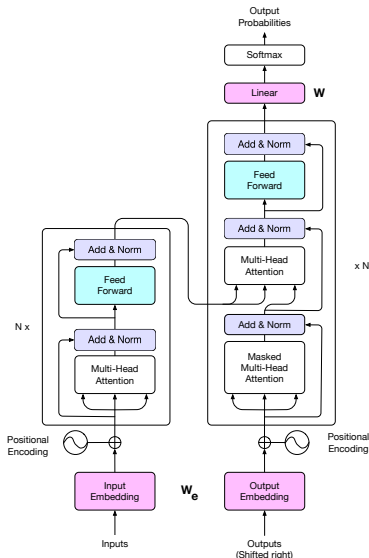 Output
Probabilities
Softmax
Linear
W
Add & Norm
Feed
Forward
Add & Norm
Multi-Head
Attention
x N
Add & Norm
Masked
Multi-Head
Attention
Add & Norm
Feed
Forward
N x
Add & Norm
Multi-Head
Attention
Positional
Encoding
Positional
Encoding
Input
Embedding
We
Output
Embedding
Inputs
Outputs
(Shifted right)